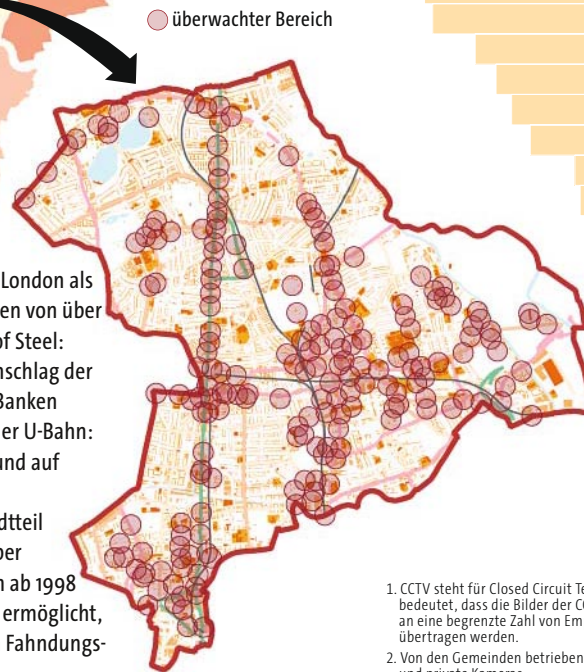 überwachter Bereich
London als
en von über
of Steel:
nschlag der
Banken
er U-Bahn:
und auf
dtteil
ber
n ab 1998
ermöglicht,
Fahndungs-
1. CCTV steht für Closed Circuit Te
bedeutet, dass die Bilder der CC
an eine begrenzte Zahl von Em
übertragen werden.
2. Von den Gemeinden betrieben